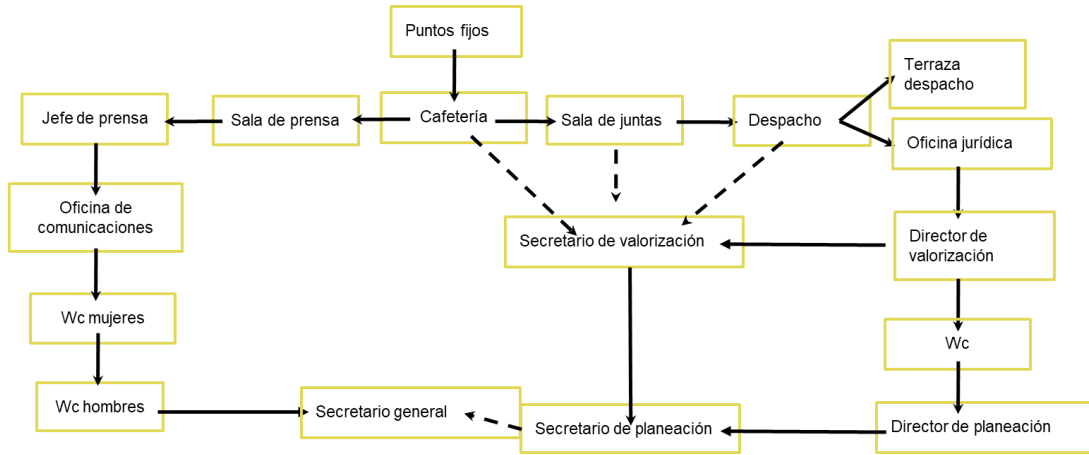 Puntos fijos
Terraza
despacho
Jefe de prensa
Sala de prensa
Cafetería
Sala de juntas
Despacho
Oficina jurídica
Oficina de
comunicaciones
Secretario de valorización
Director de
valorización
Wc mujeres
Wc
Wc hombres
Secretario general
Secretario de planeación
Director de planeación